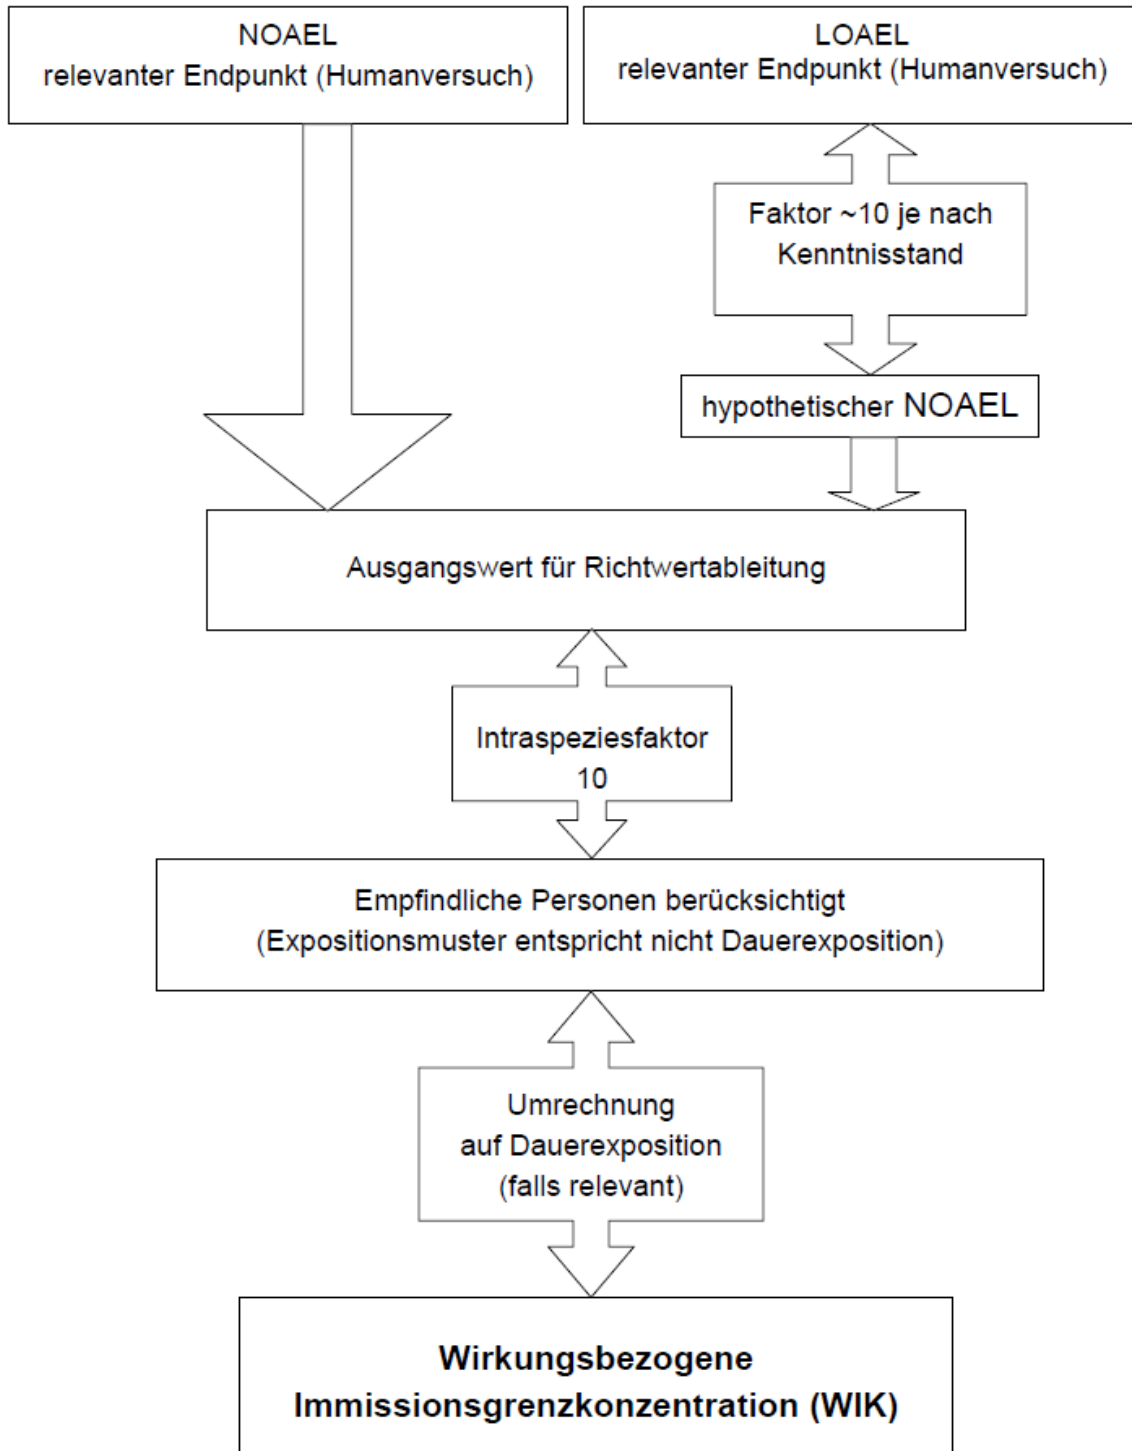 NOAEL
relevanter Endpunkt (Humanversuch)
LOAEL
relevanter Endpunkt (Humanversuch)
Faktor ~10 je nach
Kenntnisstand
hypothetischer NOAEL
Ausgangswert für Richtwertableitung
Intraspeziesfaktor
10
Empfindliche Personen berücksichtigt
(Expositionsmuster entspricht nicht Dauerexposition)
Umrechnung
auf Dauerexposition
(falls relevant)
Wirkungsbezogene
Immissionsgrenzkonzentration (WIK)